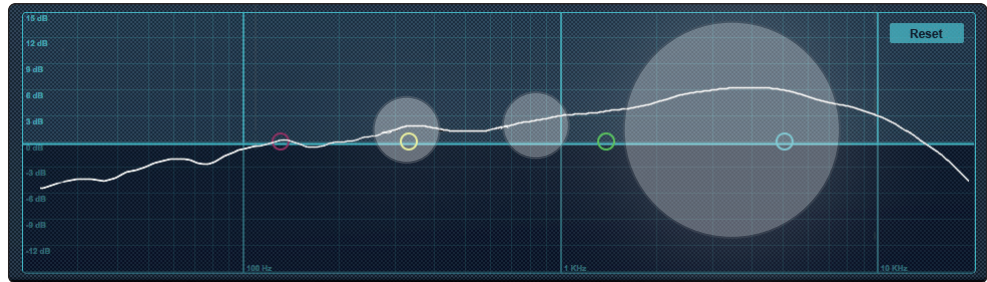 15 dB
Reset
12 dB
9 dB
6 dB
3 dB
0 dB
-3 dB
-6 dB
-9 dB
-12 dB
100 Hz
1 KHz
10 KHz